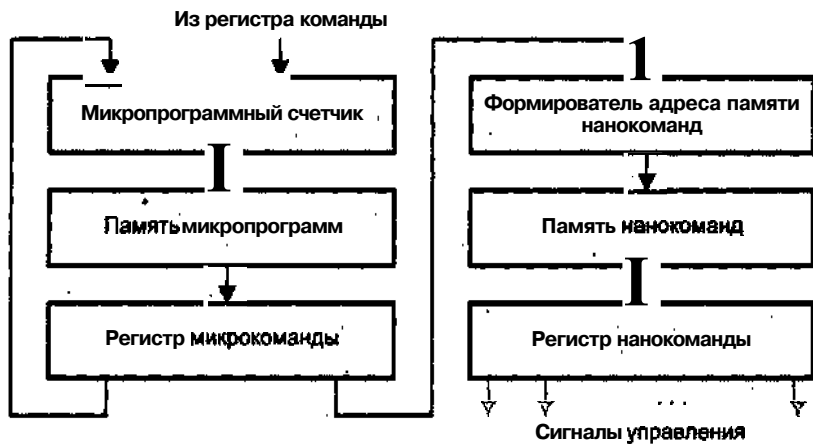 Из регистра команды
Микропрограммный счетчик
Память микропрограмм
Регистр микрокоманды
Формирователь адреса памяти
нанокоманд
Память нанокоманд
Регистр нанокоманды
. . .
Сигналы управления